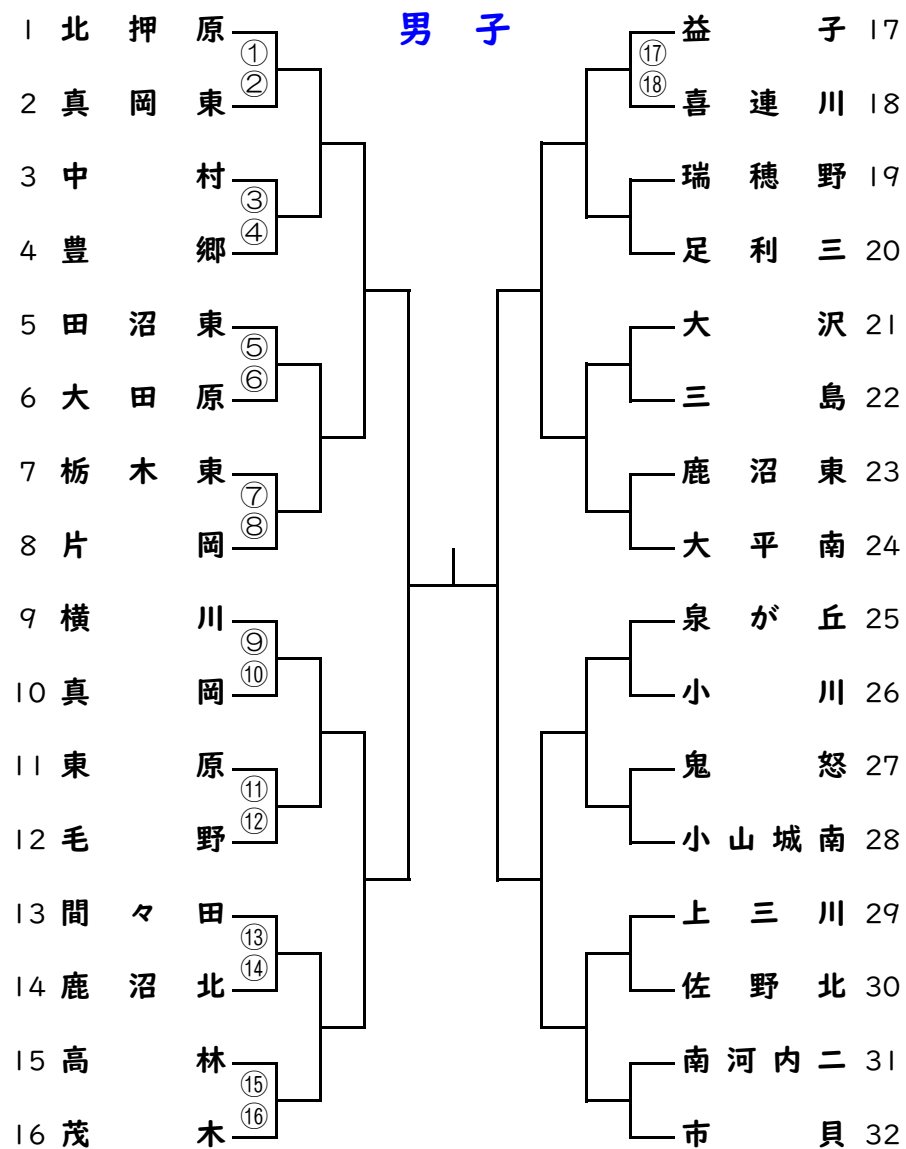 男子
1 北押原
①
②
2 真岡東
3 中村
③
④
4 豊郷
5 田沼東
⑤
⑥
6 大田原
7 栃木東
⑦
⑧
8 片岡
9 横川
⑨
⑩
10 真岡
11 東原
⑪
⑫
12 毛野
13 間々田
⑬
⑭
14 鹿沼北
15 高林
⑮
⑯
16 茂木
益子 17
⑰
⑱
喜連川 18
瑞穂野 19
足利三 20
大沢 21
三島 22
鹿沼東 23
大平南 24
泉が丘 25
小川 26
鬼怒 27
小山城南 28
上三川 29
佐野北 30
南河内二 31
市貝 32